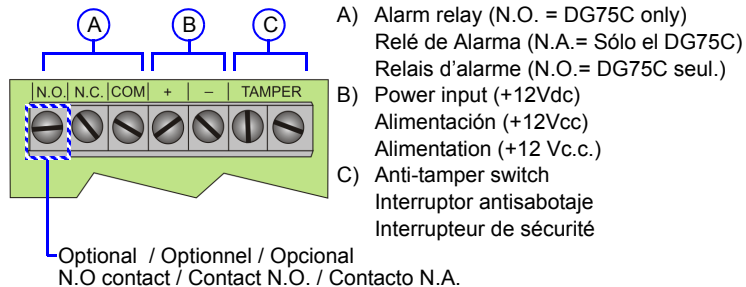 A B C
N.O. N.C. COM + – TAMPER
Optional / Optionnel / Opcional
N.O contact / Contact N.O. / Contacto N.A.
A) Alarm relay (N.O. = DG75C only)
Relé de Alarma (N.A.= Sólo el DG75C)
Relais d'alarme (N.O.= DG75C seul.)
B) Power input (+12Vdc)
Alimentación (+12Vcc)
Alimentation (+12 Vc.c.)
C) Anti-tamper switch
Interruptor antisabotaje
Interrupteur de sécurité